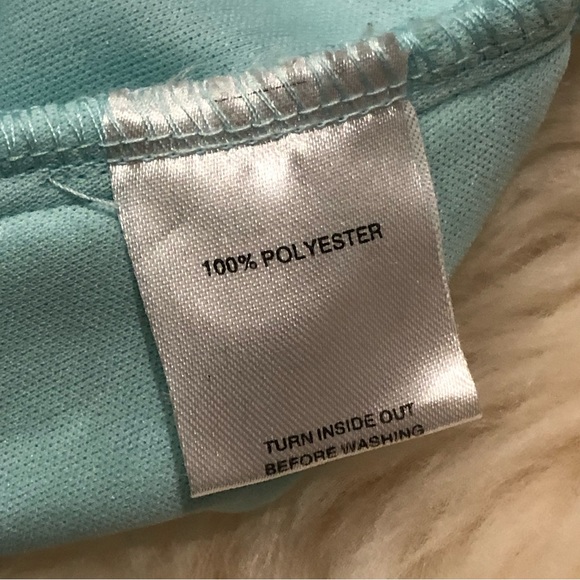 100% POLYESTER
TURN INSIDE OUT
BEFORE WASHING